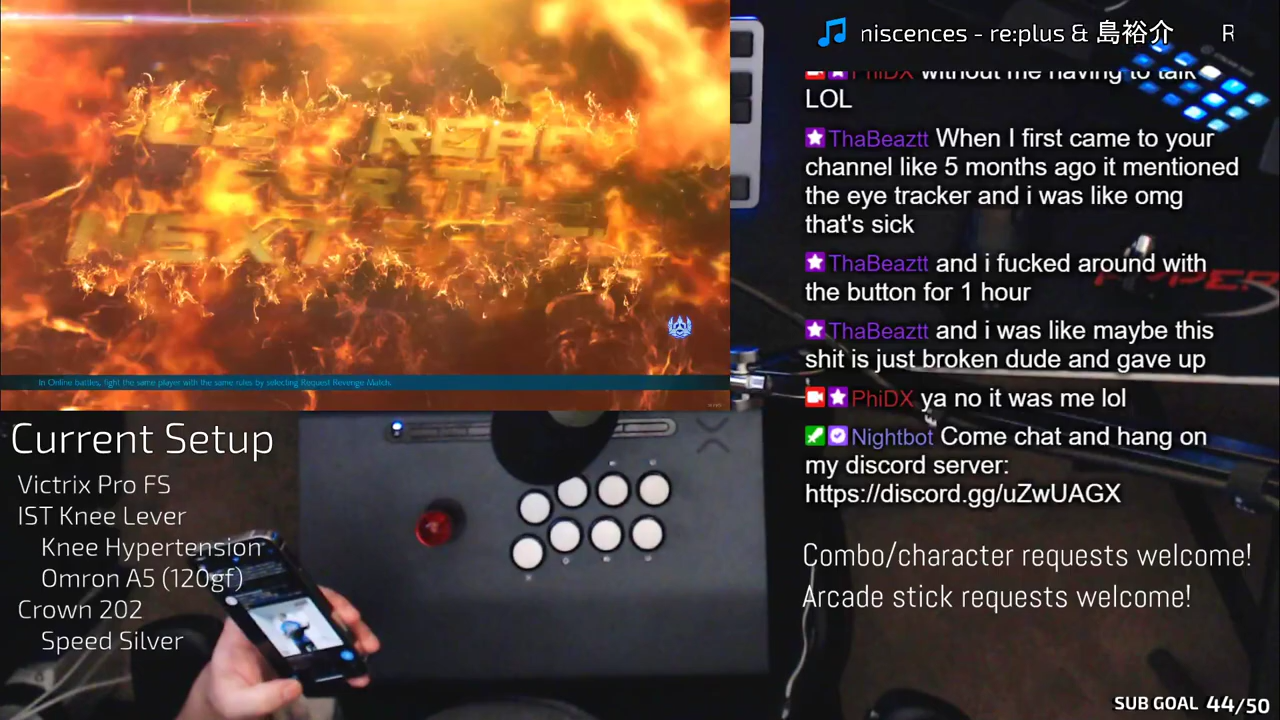 GET READY
FOR THE
NEXT
In Online battles, fight the same player with the same rules by selecting Request Revenge Match.
Current Setup
Victrix Pro FS
IST Knee Lever
Knee Hypertension
Omron A5 (120gf)
Crown 202
Speed Silver
niscences - re:plus & 島裕介 R
PhiDX without me having to talk
LOL
ThaBeaztt When I first came to your
channel like 5 months ago it mentioned
the eye tracker and i was like omg
that's sick
ThaBeaztt and i fucked around with
the button for 1 hour
ThaBeaztt and i was like maybe this
shit is just broken dude and gave up
PhiDX ya no it was me lol
Nightbot Come chat and hang on
my discord server:
https://discord.gg/uZwUAGX
Combo/character requests welcome!
Arcade stick requests welcome!
SUB GOAL 44/50